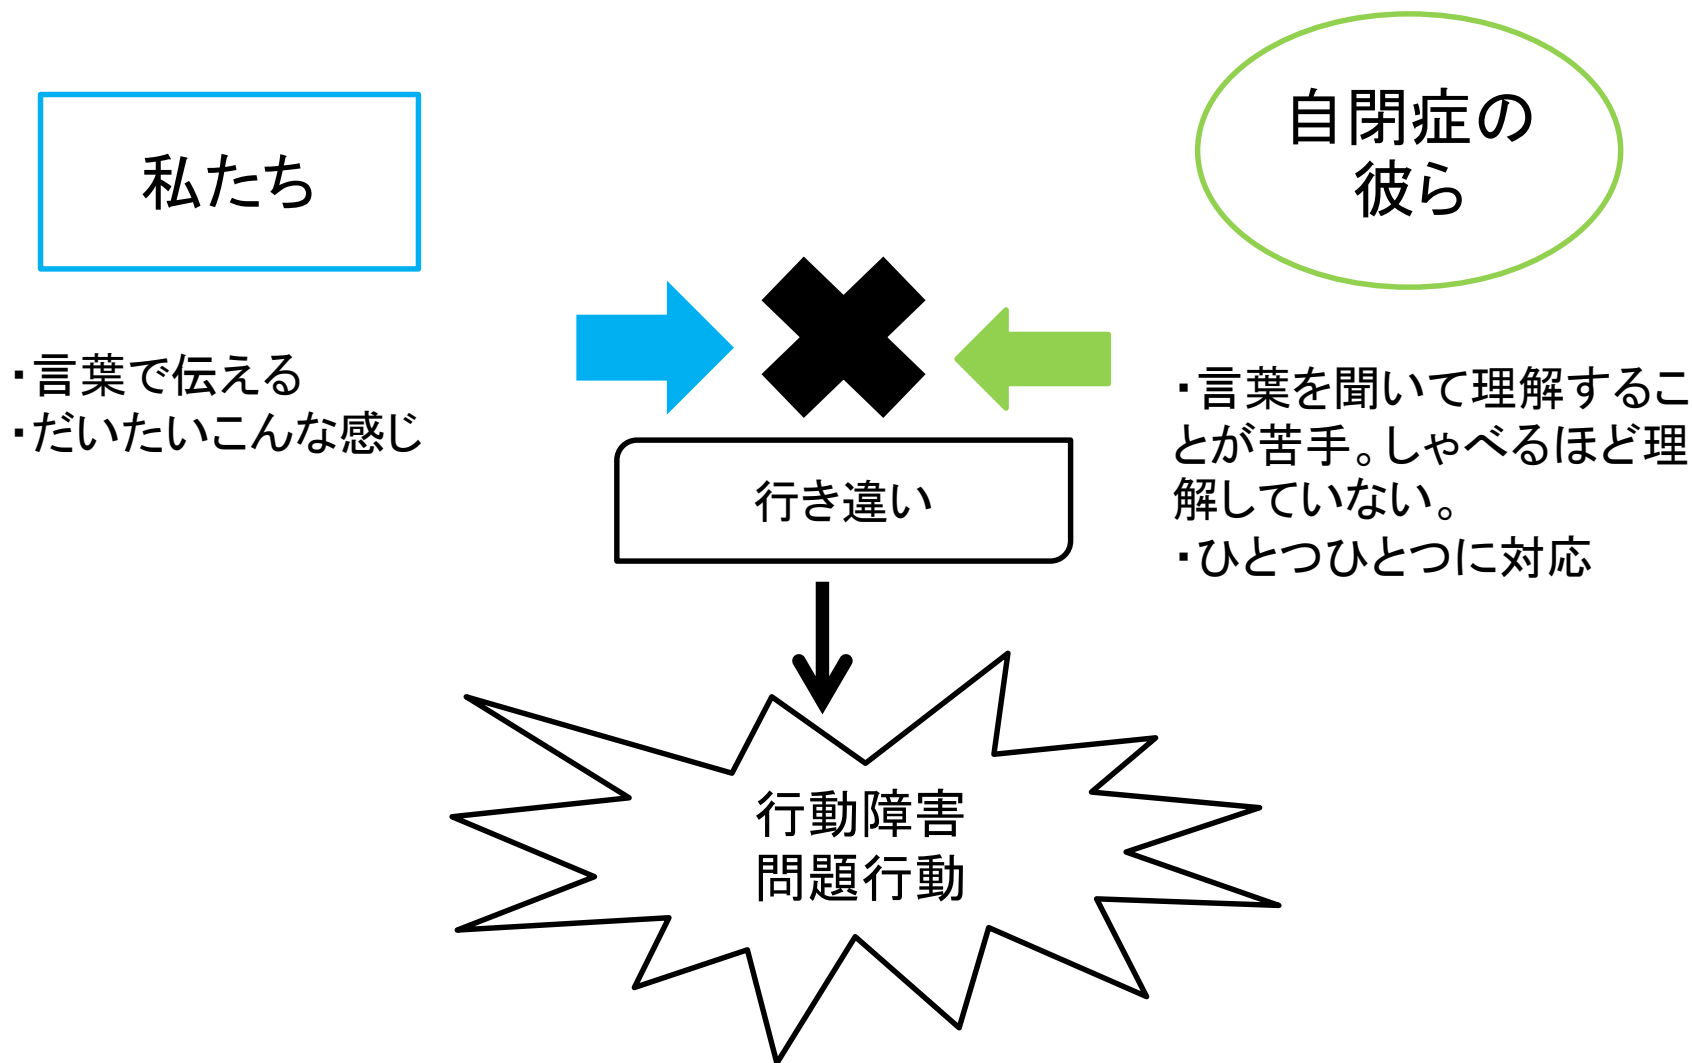 私たち
自閉症の
彼ら
・言葉で伝える
・だいたいこんな感じ
・言葉を聞いて理解するこ
とが苦手。しゃべるほど理
解していない。
・ひとつひとつに対応
行き違い
行動障害
問題行動